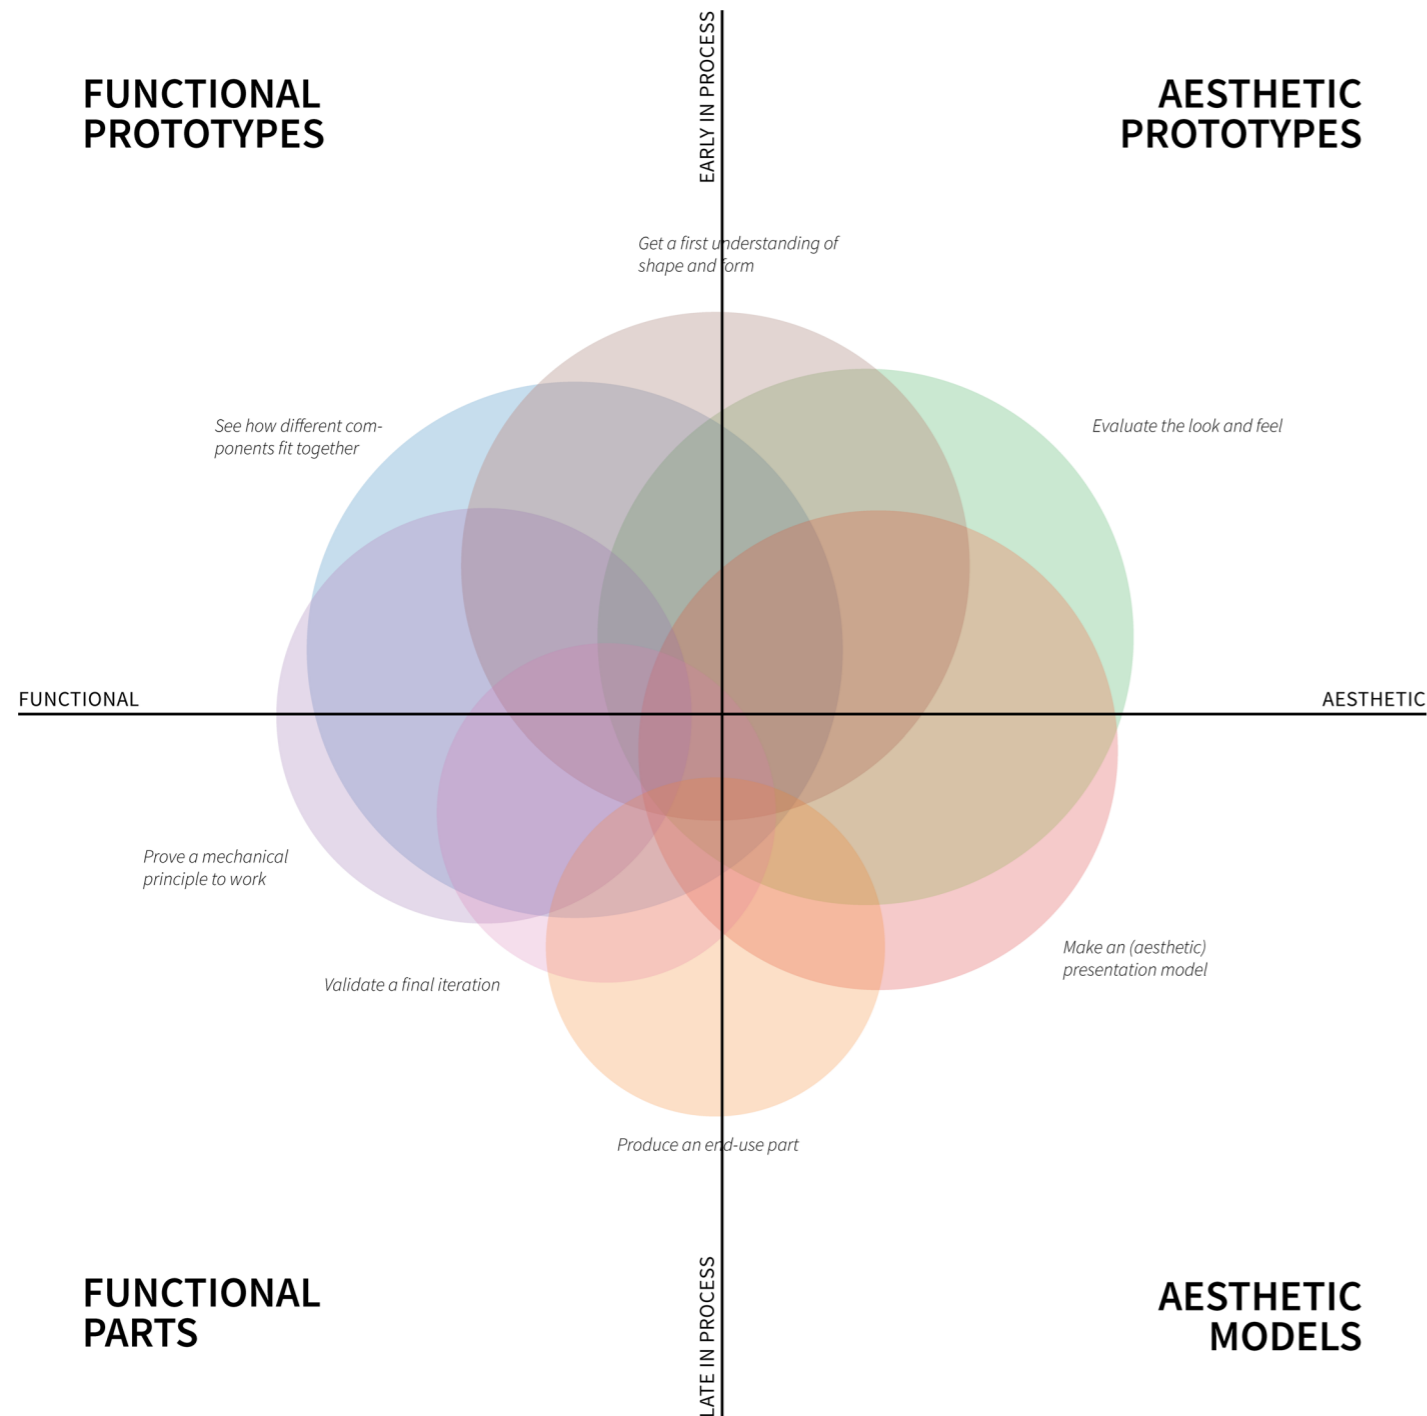 EARLY IN PROCESS
FUNCTIONAL
PROTOTYPES
AESTHETIC
PROTOTYPES
Get a first understanding of
shape and form
See how different com-
ponents fit together
Evaluate the look and feel
FUNCTIONAL
AESTHETIC
Prove a mechanical
principle to work
Make an (aesthetic)
presentation model
Validate a final iteration
Produce an end-use part
LATE IN PROCESS
FUNCTIONAL
PARTS
AESTHETIC
MODELS